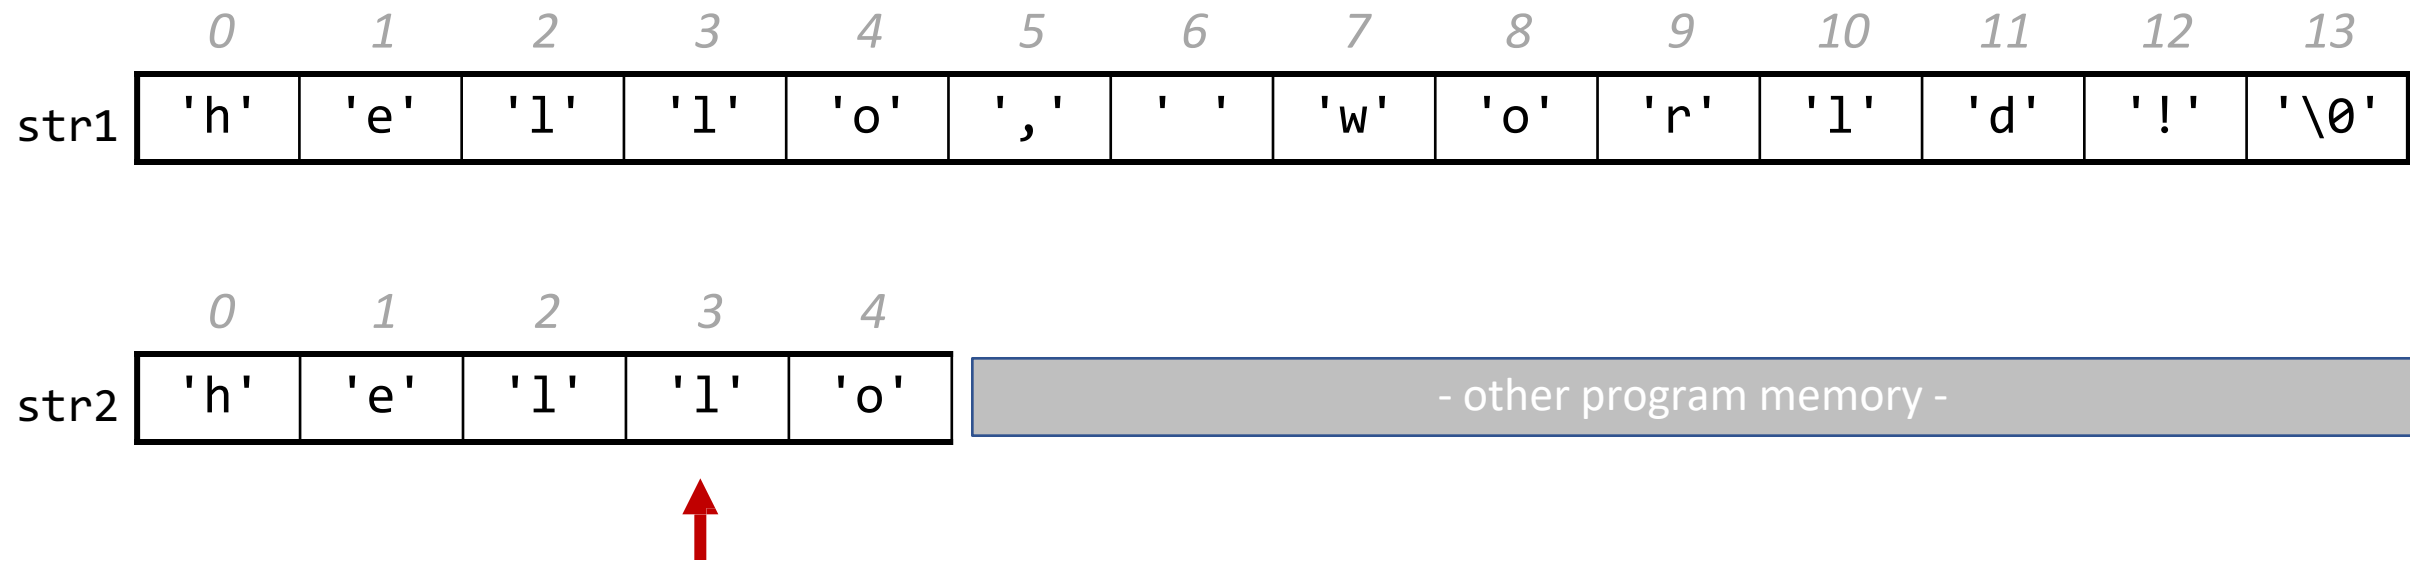 0 1 2 3 4 5 6 7 8 9 10 11 12 13
str1 'h' 'e' 'l' 'l' 'o' ',' ' ' 'w' 'o' 'r' 'l' 'd' '!' '\0'
0 1 2 3 4
str2 'h' 'e' 'l' 'l' 'o' - other program memory -